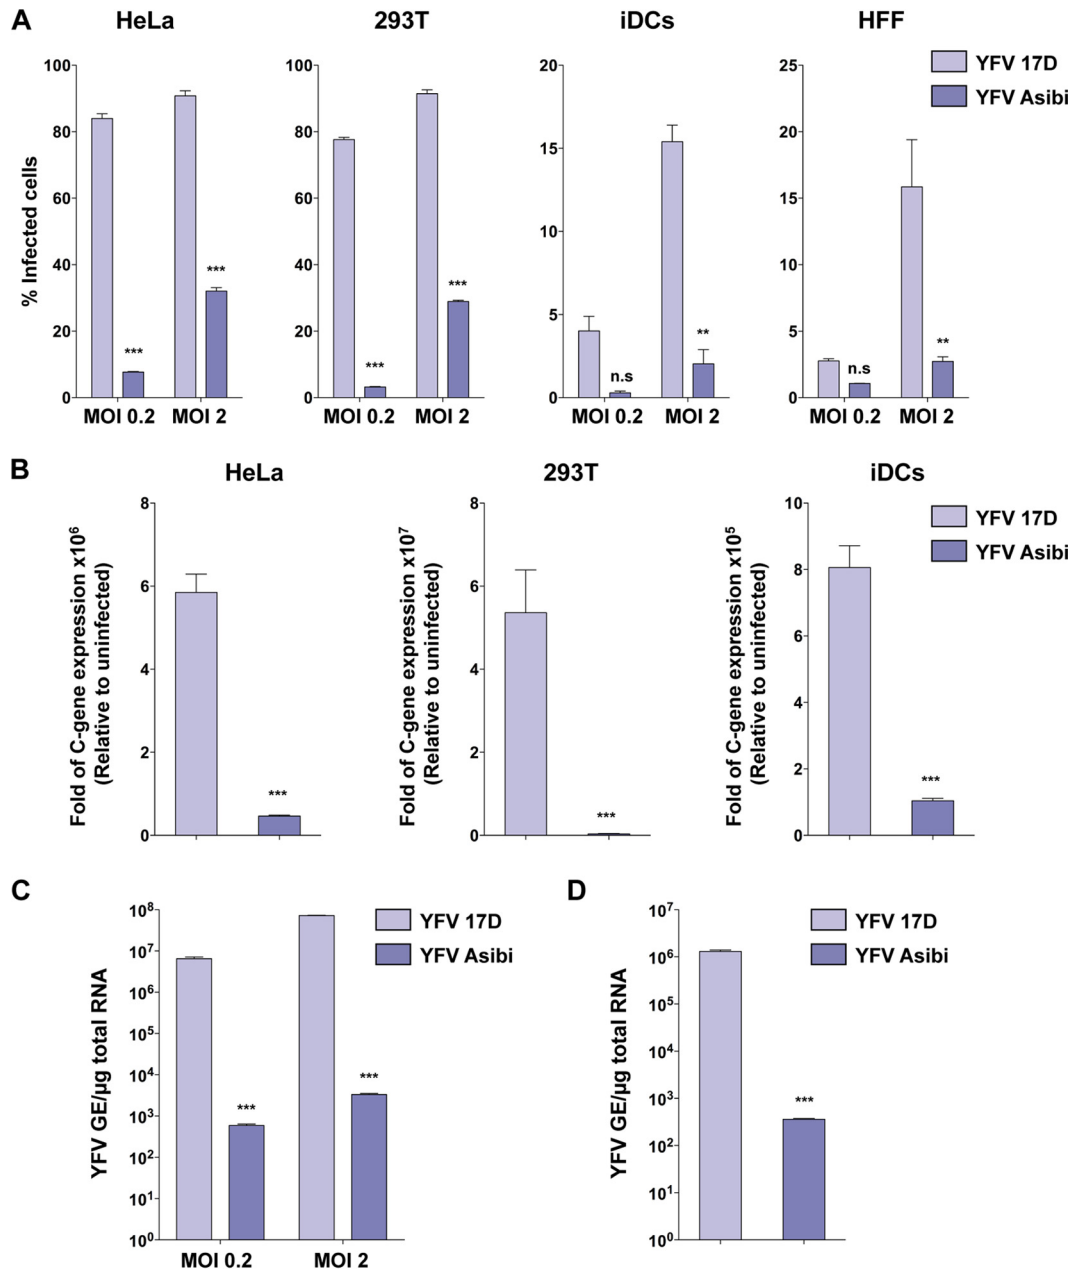 A
HeLa
293T
iDCs
HFF
YFV 17D
YFV Asibi
% Infected cells
100
80
60
40
20
0
***
***
MOI 0.2 MOI 2
100
80
60
40
20
0
***
***
MOI 0.2 MOI 2
20
15
10
5
0
n.s
**
MOI 0.2 MOI 2
25
20
15
10
5
0
n.s
**
MOI 0.2 MOI 2
B
HeLa
293T
iDCs
YFV 17D
YFV Asibi
Fold of C-gene expression x10⁶
(Relative to uninfected)
8
6
4
2
0
***
Fold of C-gene expression x10⁷
(Relative to uninfected)
8
6
4
2
0
***
Fold of C-gene expression x10⁵
(Relative to uninfected)
10
8
6
4
2
0
***
C
YFV 17D
YFV Asibi
YFV GE/μg total RNA
10⁸
10⁷
10⁶
10⁵
10⁴
10³
10²
10¹
10⁰
***
***
MOI 0.2 MOI 2
D
YFV 17D
YFV Asibi
YFV GE/μg total RNA
10⁷
10⁶
10⁵
10⁴
10³
10²
10¹
10⁰
***